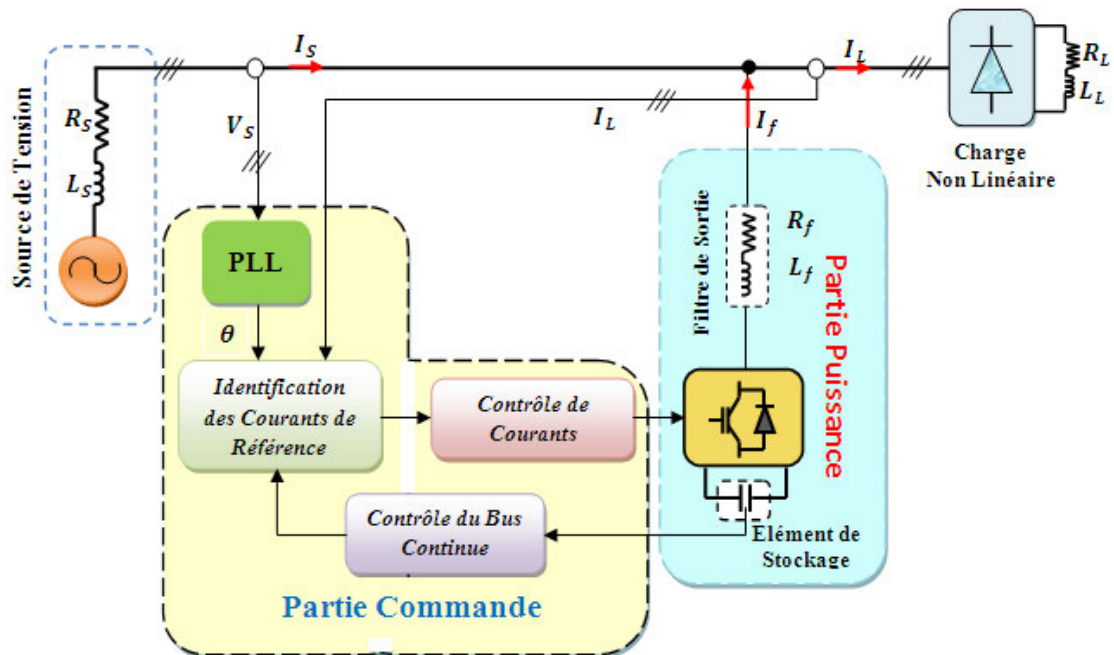 I_S
I_L
R_L
L_L
Source de Tension
R_S
L_S
V_S
I_L
I_f
Charge
Non Linéaire
PLL
θ
Filtre de Sortie
R_f
L_f
Partie Puissance
Identification
des Courants de
Référence
Contrôle de
Courants
Contrôle du Bus
Continue
Elément de
Stockage
Partie Commande